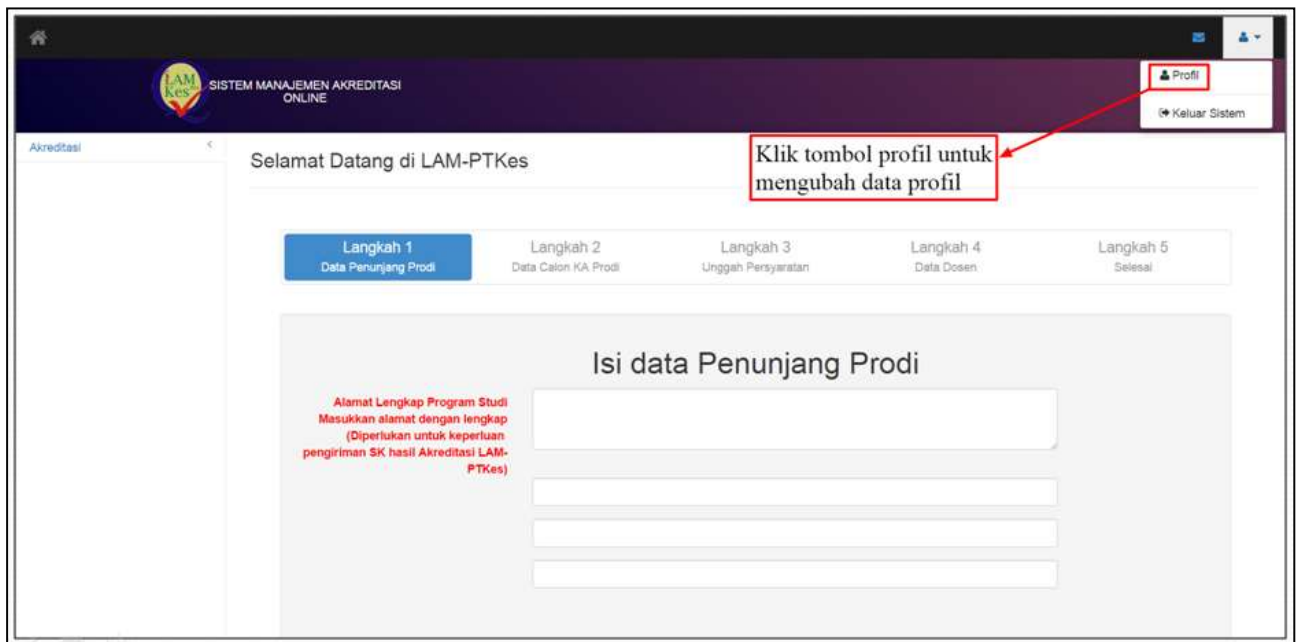 Profil
LAM
Kes
SISTEM MANAJEMEN AKREDITASI
ONLINE
Keluar Sistem
Akreditasi
Selamat Datang di LAM-PTKes
Klik tombol profil untuk
mengubah data profil
Langkah 1
Data Penunjang Prodi
Langkah 2
Data Calon KA Prodi
Langkah 3
Unggah Persyaratan
Langkah 4
Data Dosen
Langkah 5
Selesai
Isi data Penunjang Prodi
Alamat Lengkap Program Studi
Masukkan alamat dengan lengkap
(Diperlukan untuk keperluan
pengiriman SK hasil Akreditasi LAM-
PTKes)